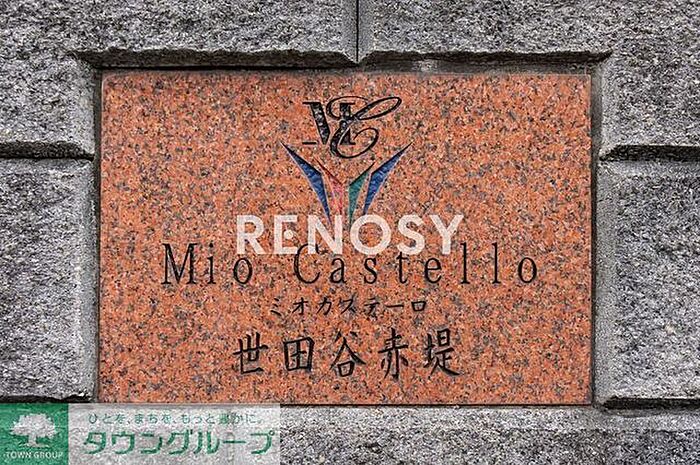 MC
RENOSY
Mio Castello
ミオカステーロ
世田谷赤堤
ひとを、まちを、もっと豊かに。
タウングループ
TOWN GROUP